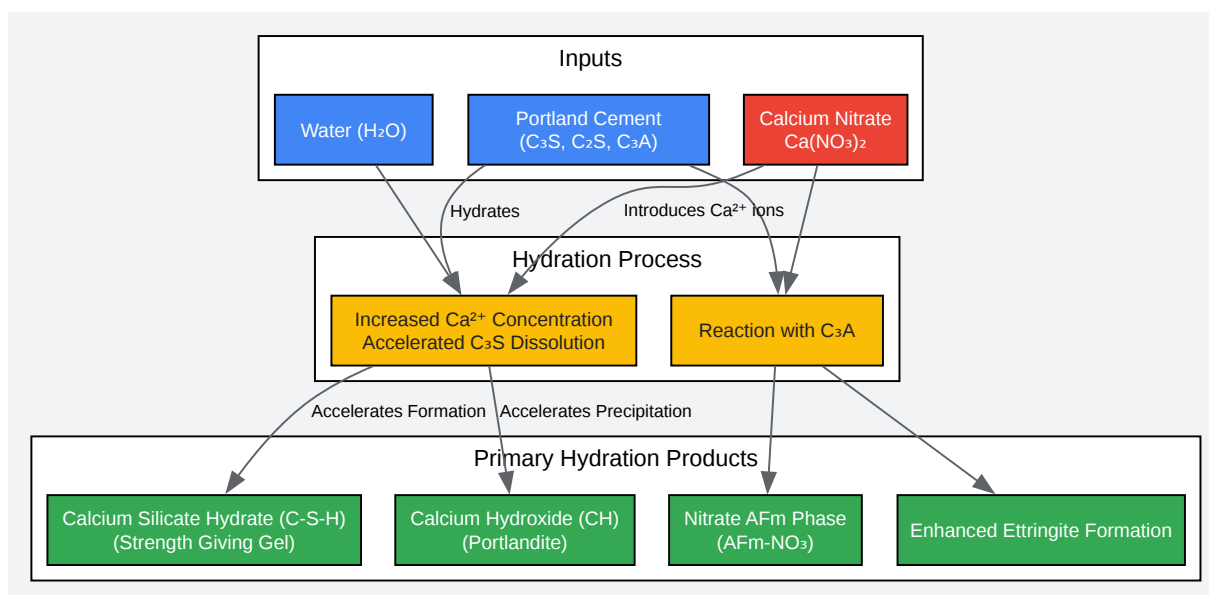 Inputs
Water (H₂O)
Portland Cement
(C₃S, C₂S, C₃A)
Calcium Nitrate
Ca(NO₃)₂
Hydrates
Introduces Ca²⁺ ions
Hydration Process
Increased Ca²⁺ Concentration
Accelerated C₃S Dissolution
Reaction with C₃A
Accelerates Formation
Accelerates Precipitation
Primary Hydration Products
Calcium Silicate Hydrate (C-S-H)
(Strength Giving Gel)
Calcium Hydroxide (CH)
(Portlandite)
Nitrate AFm Phase
(AFm-NO₃)
Enhanced Ettringite Formation